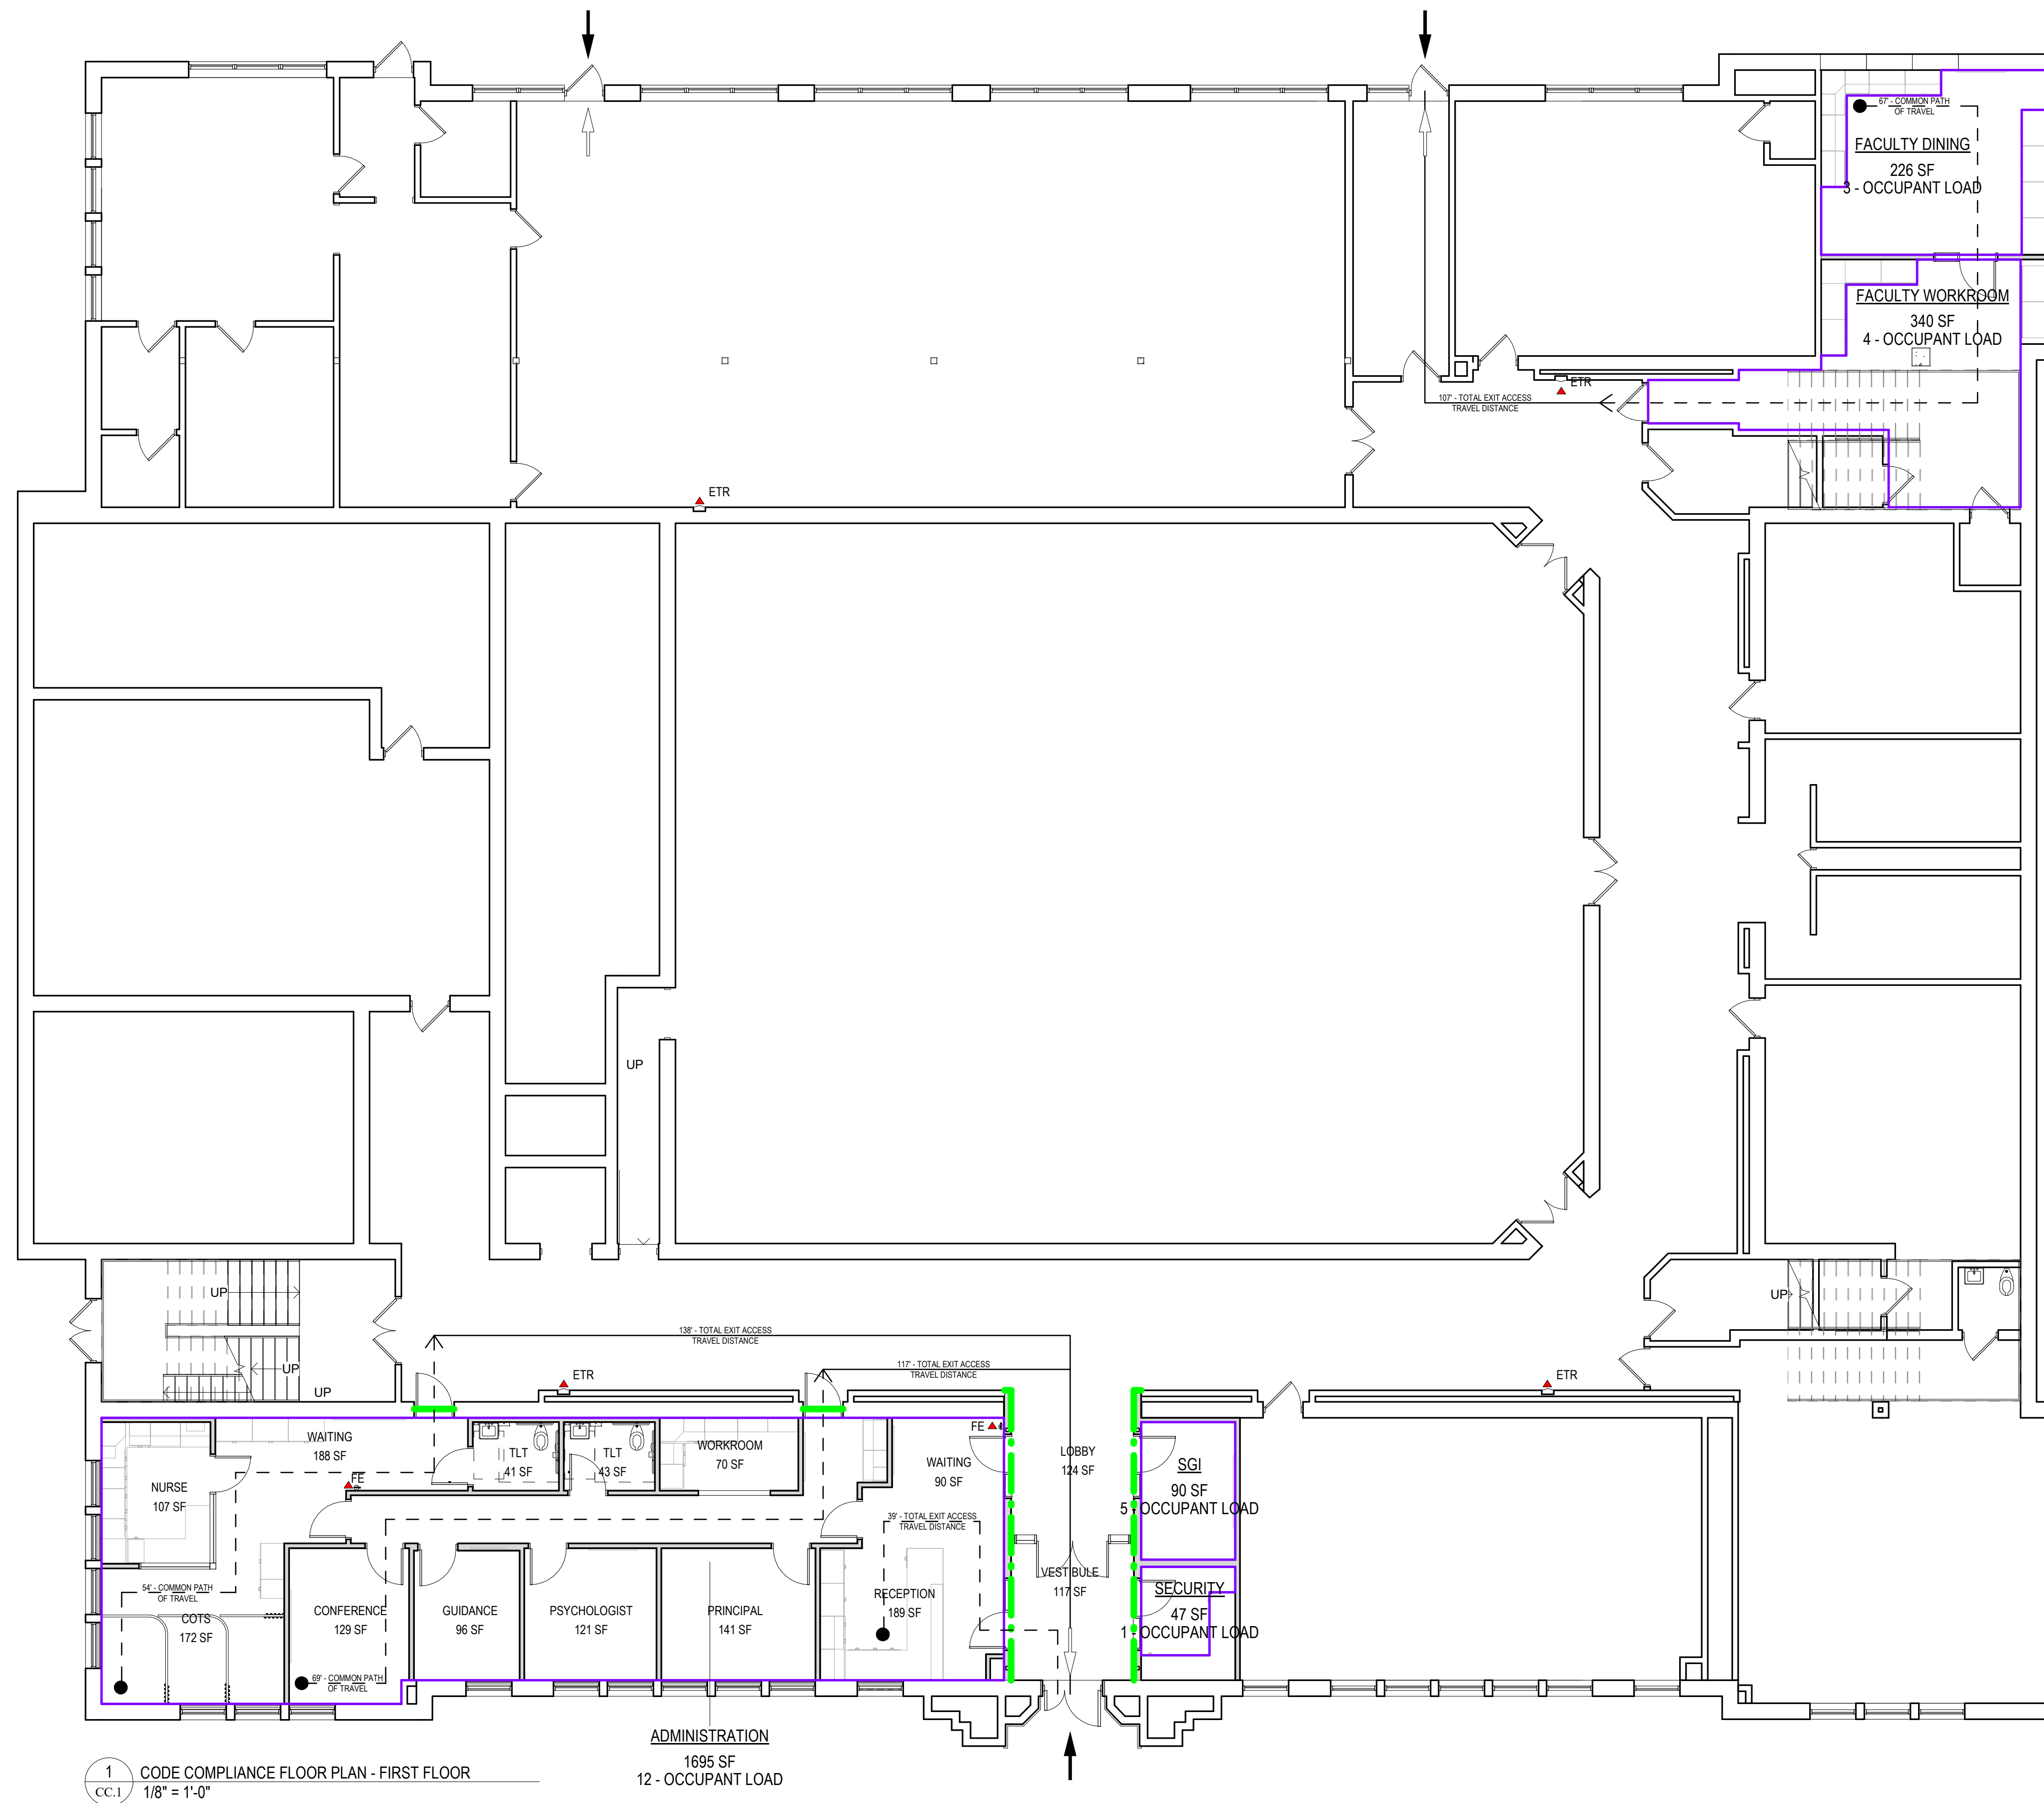 67' - COMMON PATH
OF TRAVEL
FACULTY DINING
226 SF
3 - OCCUPANT LOAD
FACULTY WORKROOM
340 SF
4 - OCCUPANT LOAD
ETR
107' - TOTAL EXIT ACCESS
TRAVEL DISTANCE
ETR
UP
UP
UP
UP
UP
138' - TOTAL EXIT ACCESS
TRAVEL DISTANCE
117' - TOTAL EXIT ACCESS
TRAVEL DISTANCE
ETR
ETR
FE
WAITING
188 SF
TLT
41 SF
TLT
43 SF
WORKROOM
70 SF
WAITING
90 SF
LOBBY
124 SF
SGI
90 SF
5 - OCCUPANT LOAD
FE
NURSE
107 SF
39' - TOTAL EXIT ACCESS
TRAVEL DISTANCE
VESTIBULE
117 SF
SECURITY
47 SF
1 - OCCUPANT LOAD
54' - COMMON PATH
OF TRAVEL
COTS
172 SF
CONFERENCE
129 SF
GUIDANCE
96 SF
PSYCHOLOGIST
121 SF
PRINCIPAL
141 SF
RECEPTION
189 SF
69' - COMMON PATH
OF TRAVEL
ADMINISTRATION
1695 SF
12 - OCCUPANT LOAD
1
CC.1
CODE COMPLIANCE FLOOR PLAN - FIRST FLOOR
1/8" = 1'-0"